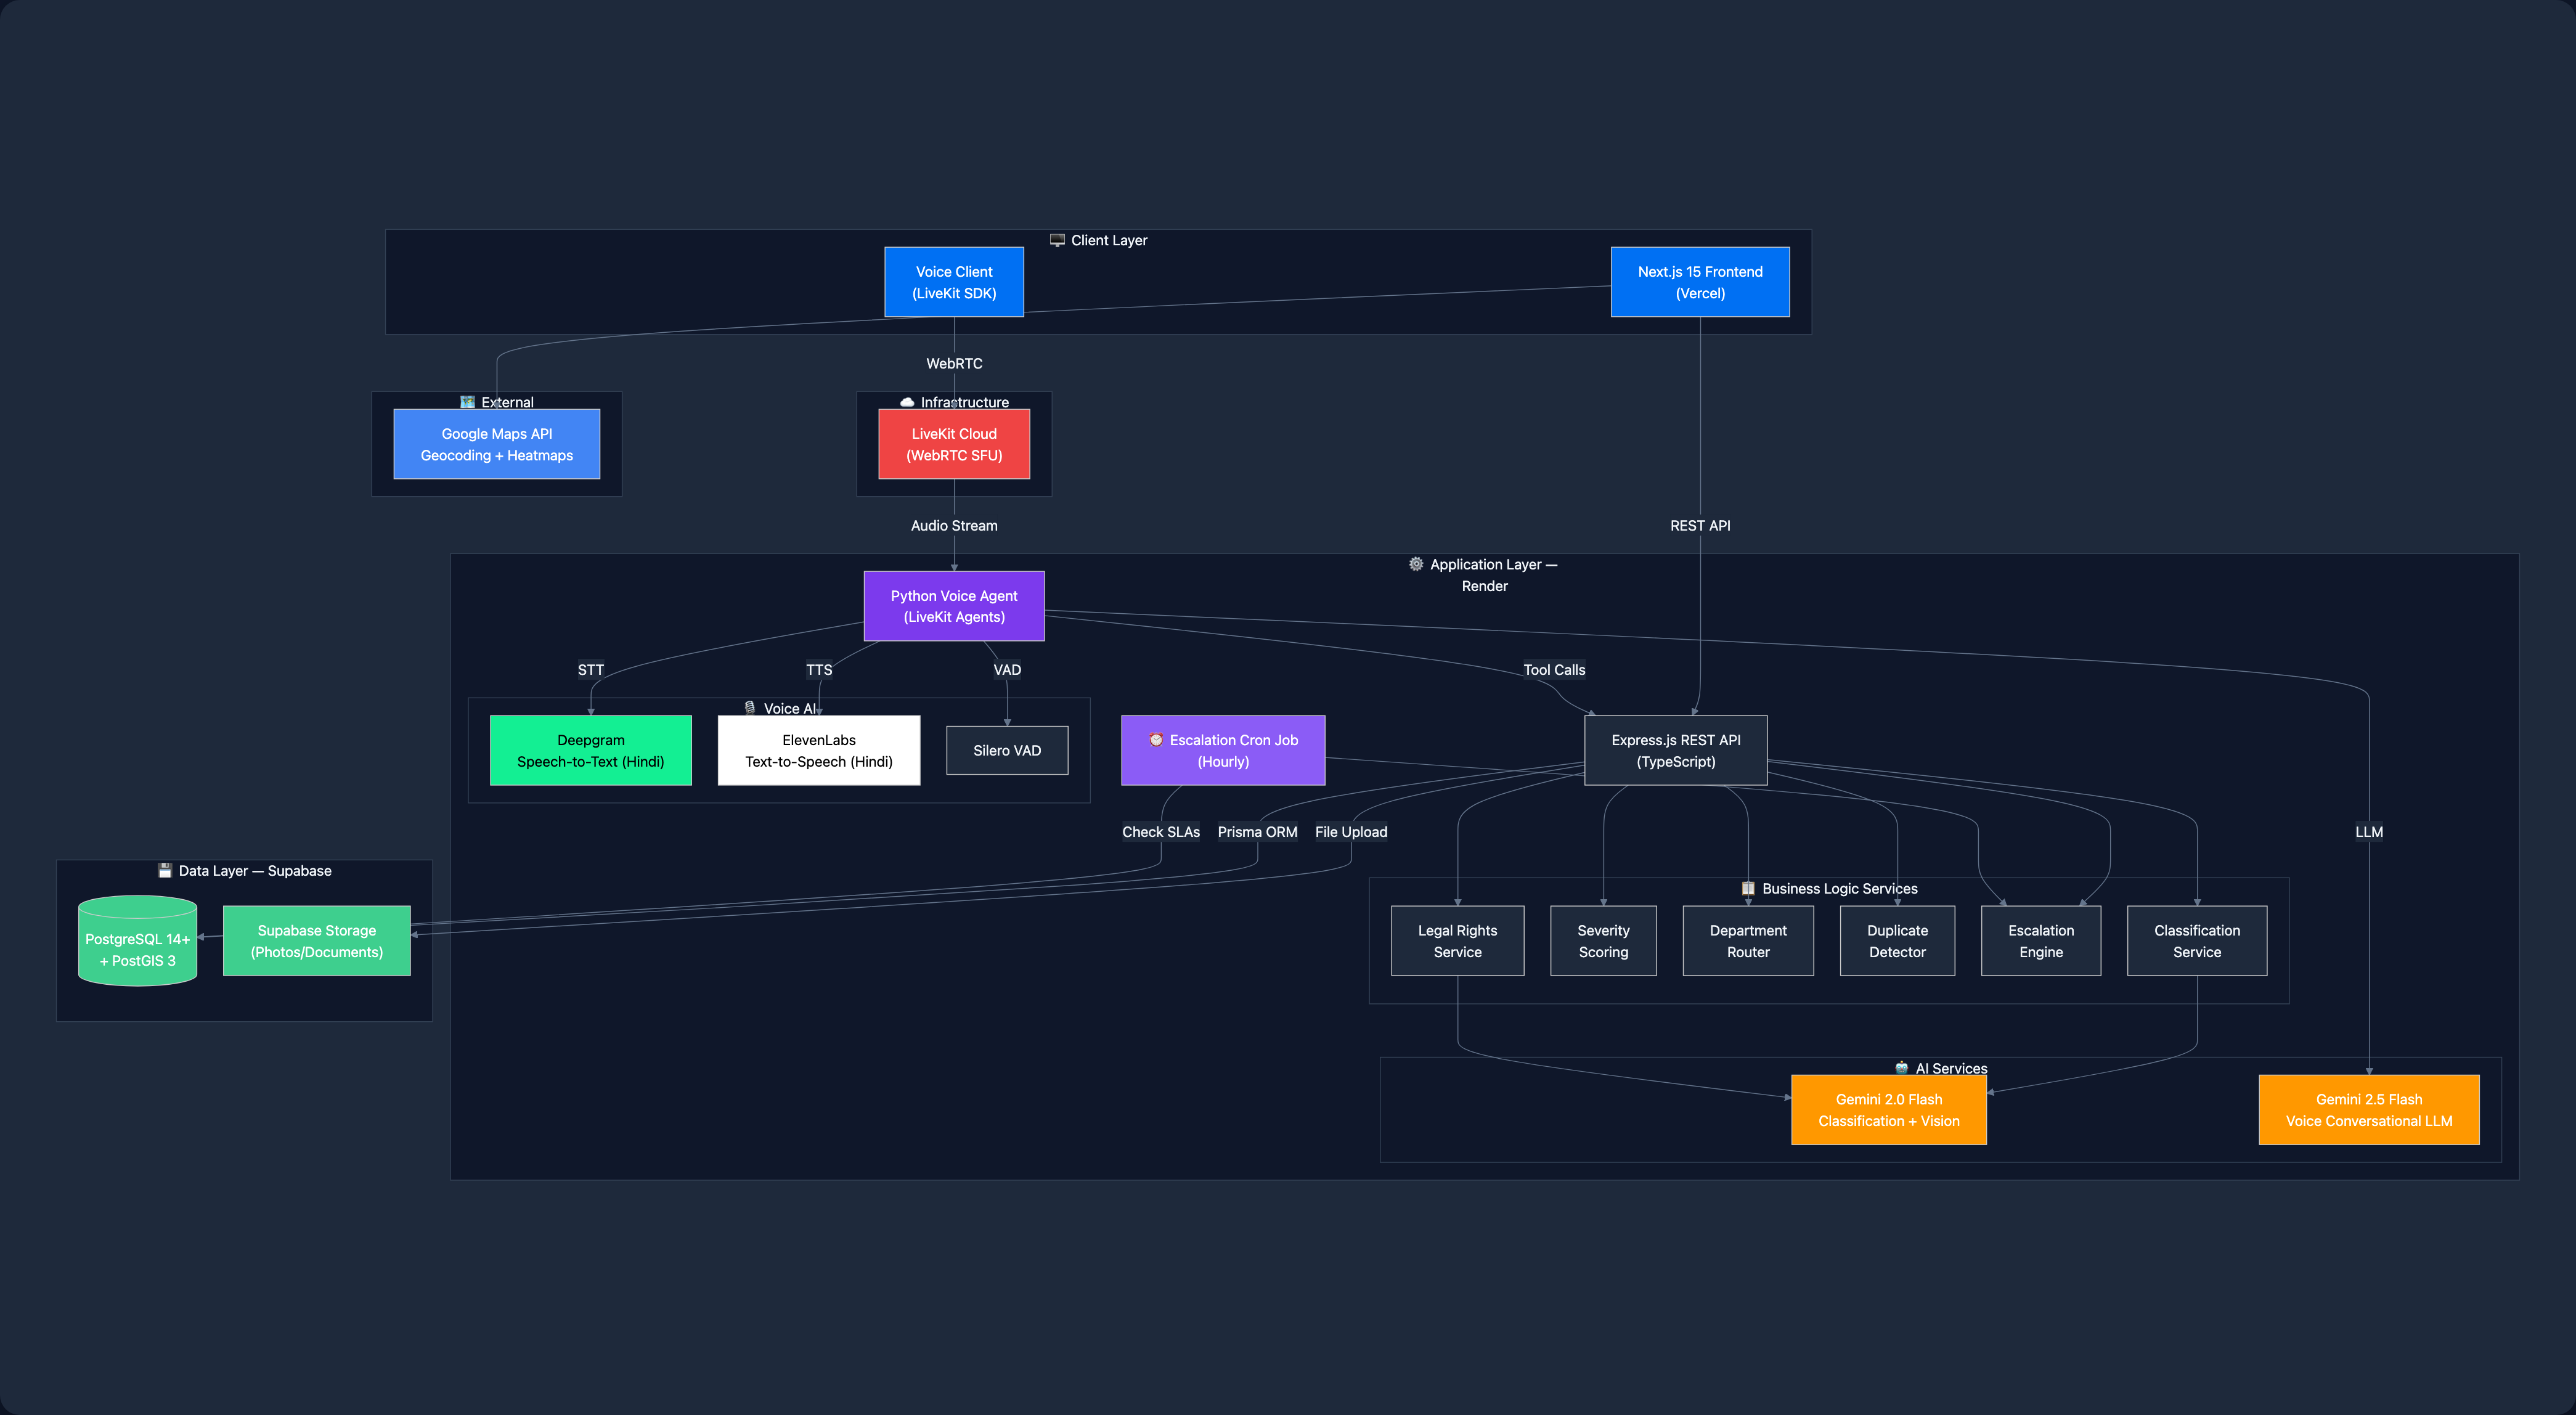 🖥️ Client Layer
Voice Client
(LiveKit SDK)
Next.js 15 Frontend
(Vercel)
WebRTC
🗺️ External
Google Maps API
Geocoding + Heatmaps
☁️ Infrastructure
LiveKit Cloud
(WebRTC SFU)
Audio Stream
REST API
⚙️ Application Layer —
Render
Python Voice Agent
(LiveKit Agents)
STT
TTS
VAD
Tool Calls
🎙️ Voice AI
Deepgram
Speech-to-Text (Hindi)
ElevenLabs
Text-to-Speech (Hindi)
Silero VAD
⏰ Escalation Cron Job
(Hourly)
Express.js REST API
(TypeScript)
Check SLAs
Prisma ORM
File Upload
LLM
💾 Data Layer — Supabase
PostgreSQL 14+
+ PostGIS 3
Supabase Storage
(Photos/Documents)
📋 Business Logic Services
Legal Rights
Service
Severity
Scoring
Department
Router
Duplicate
Detector
Escalation
Engine
Classification
Service
🤖 AI Services
Gemini 2.0 Flash
Classification + Vision
Gemini 2.5 Flash
Voice Conversational LLM